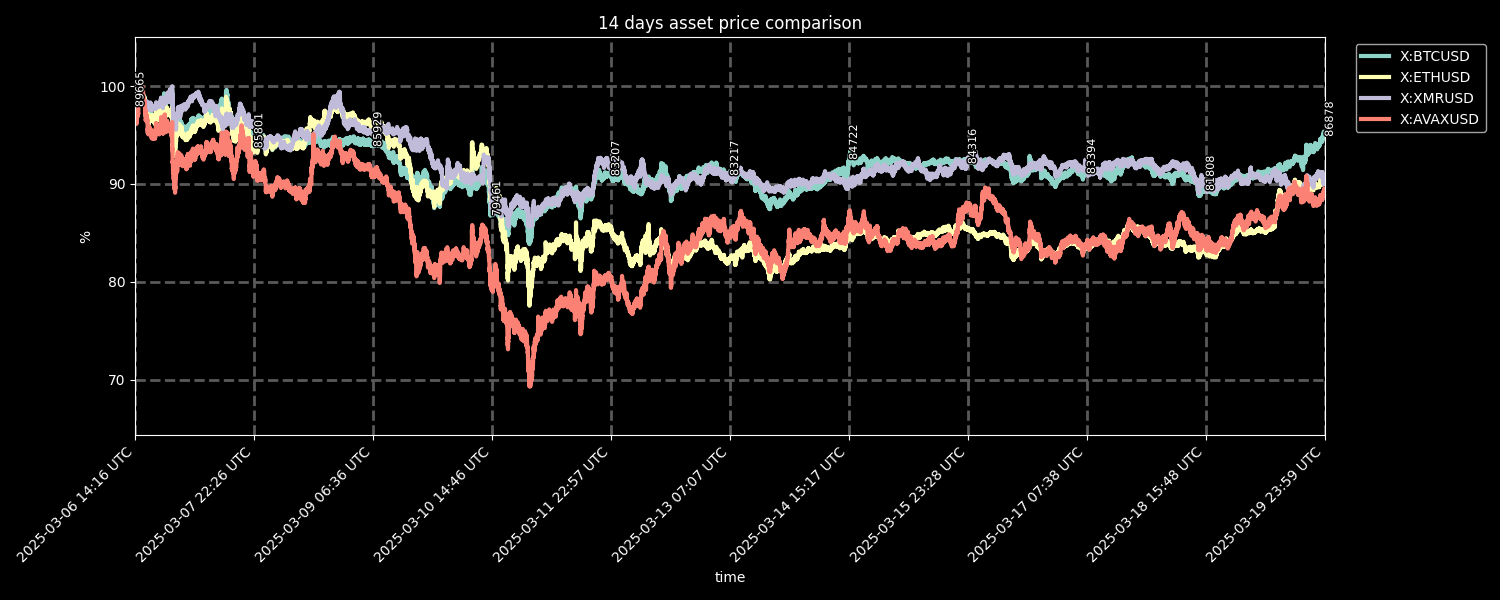 14 days asset price comparison
X:BTCUSD
X:ETHUSD
X:XMRUSD
X:AVAXUSD
100
90
80
70
%
89665
85801
85929
79461
83207
83217
84722
84316
83394
81808
86878
2025-03-06 14:16 UTC
2025-03-07 22:26 UTC
2025-03-09 06:36 UTC
2025-03-10 14:46 UTC
2025-03-11 22:57 UTC
2025-03-13 07:07 UTC
2025-03-14 15:17 UTC
2025-03-15 23:28 UTC
2025-03-17 07:38 UTC
2025-03-18 15:48 UTC
2025-03-19 23:59 UTC
time